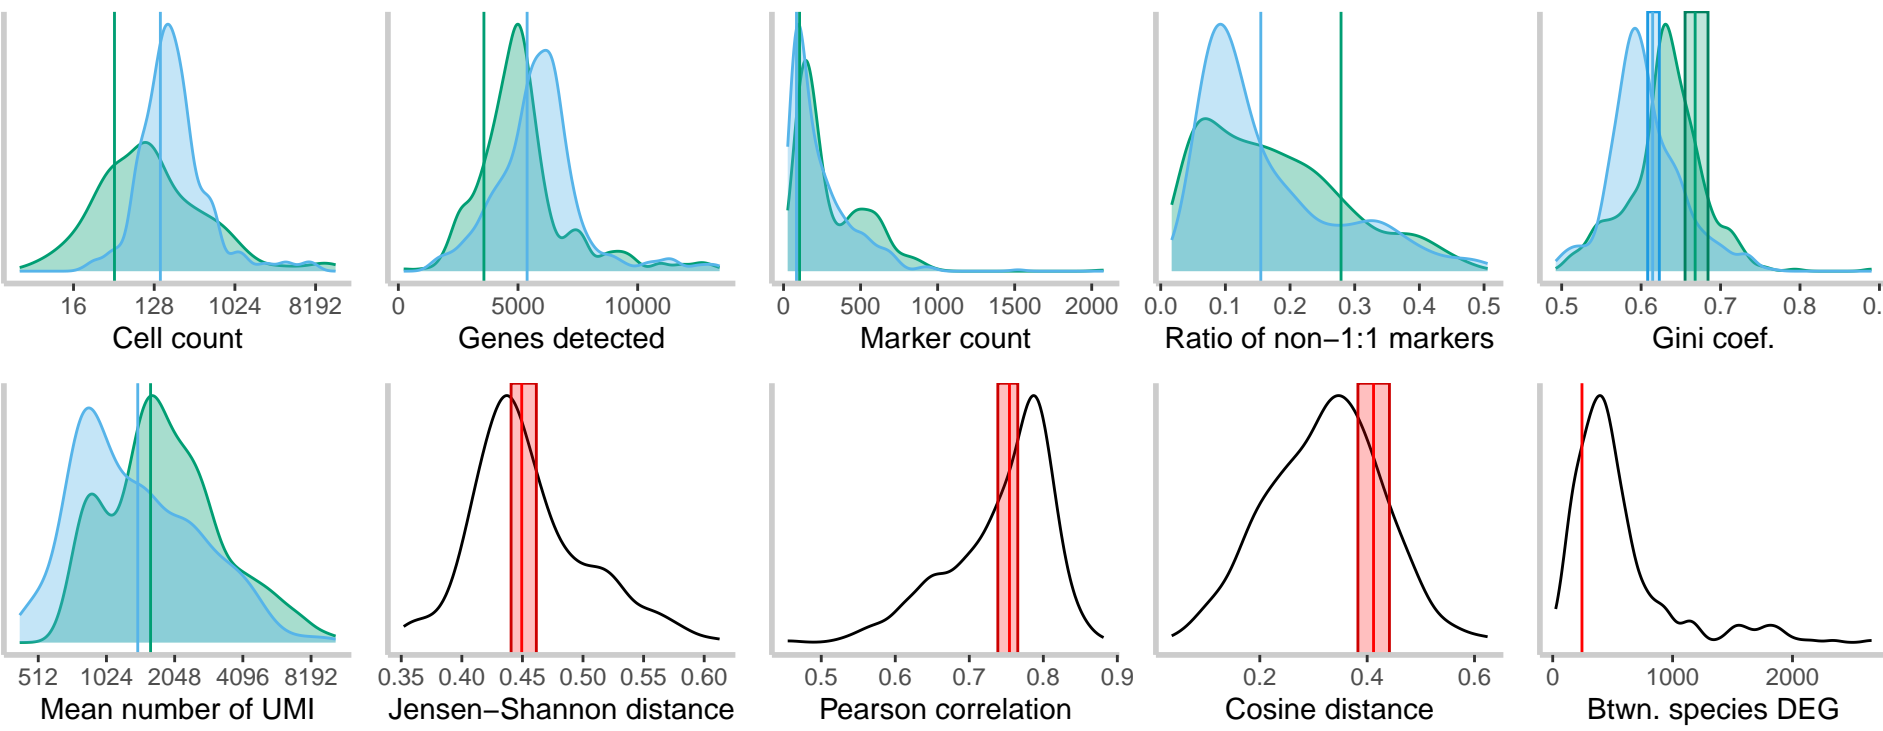 16 128 1024 8192
Cell count
0 5000 10000
Genes detected
0 500 1000 1500 2000
Marker count
0.0 0.1 0.2 0.3 0.4 0.5
Ratio of non−1:1 markers
0.5 0.6 0.7 0.8 0.
Gini coef.
512 1024 2048 4096 8192
Mean number of UMI
0.35 0.40 0.45 0.50 0.55 0.60
Jensen−Shannon distance
0.5 0.6 0.7 0.8 0.9
Pearson correlation
0.2 0.4 0.6
Cosine distance
0 1000 2000
Btwn. species DEG